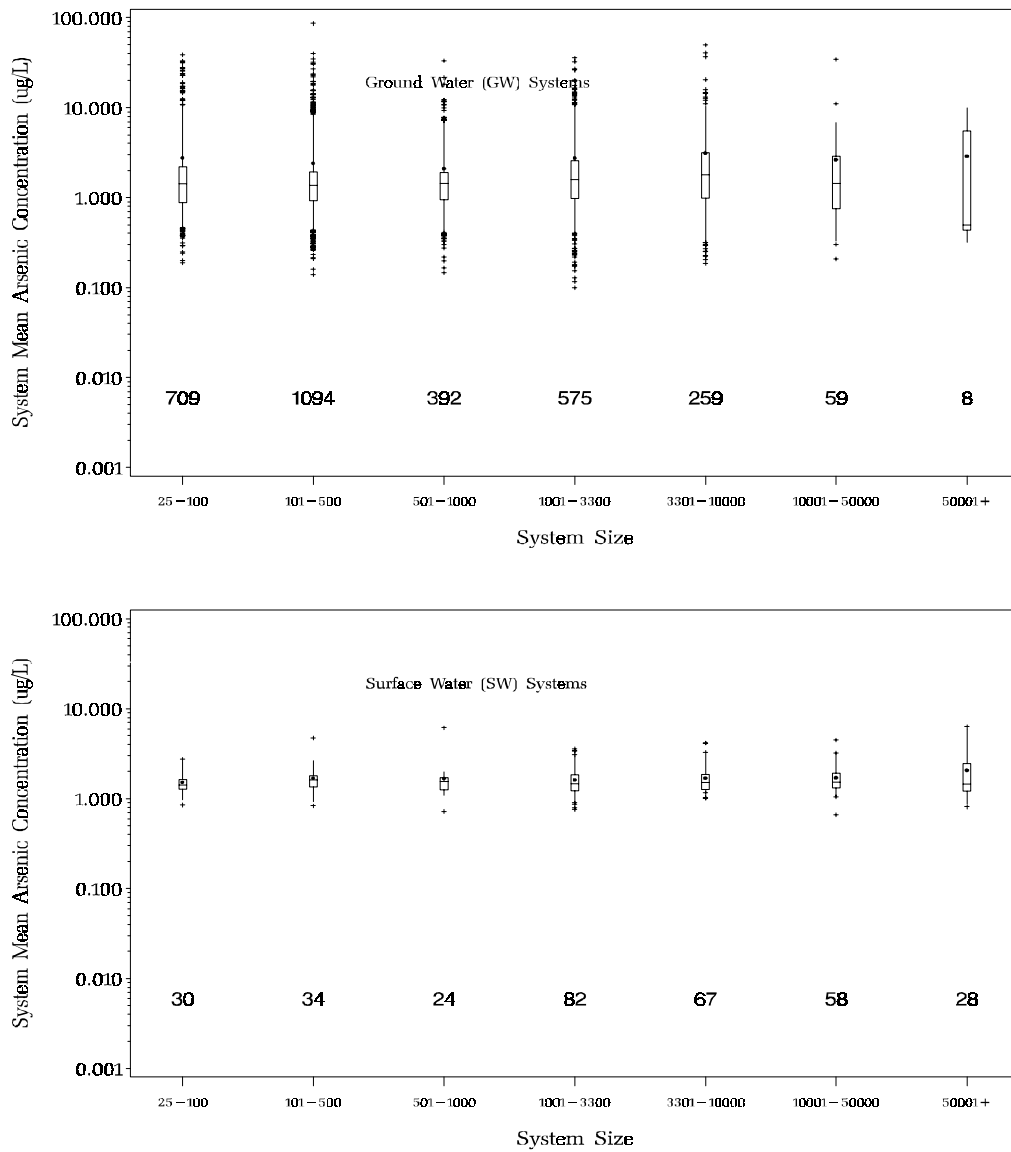 100.000
Ground Water (GW) Systems
10.000
1.000
0.100
0.010
0.001
System Mean Arsenic Concentration (ug/L)
709 1094 392 575 259 59 8
25-100 101-500 501-1000 1001-3300 3301-10000 10001-50000 50001+
System Size
100.000
Surface Water (SW) Systems
10.000
1.000
0.100
0.010
0.001
System Mean Arsenic Concentration (ug/L)
30 34 24 82 67 58 28
25-100 101-500 501-1000 1001-3300 3301-10000 10001-50000 50001+
System Size